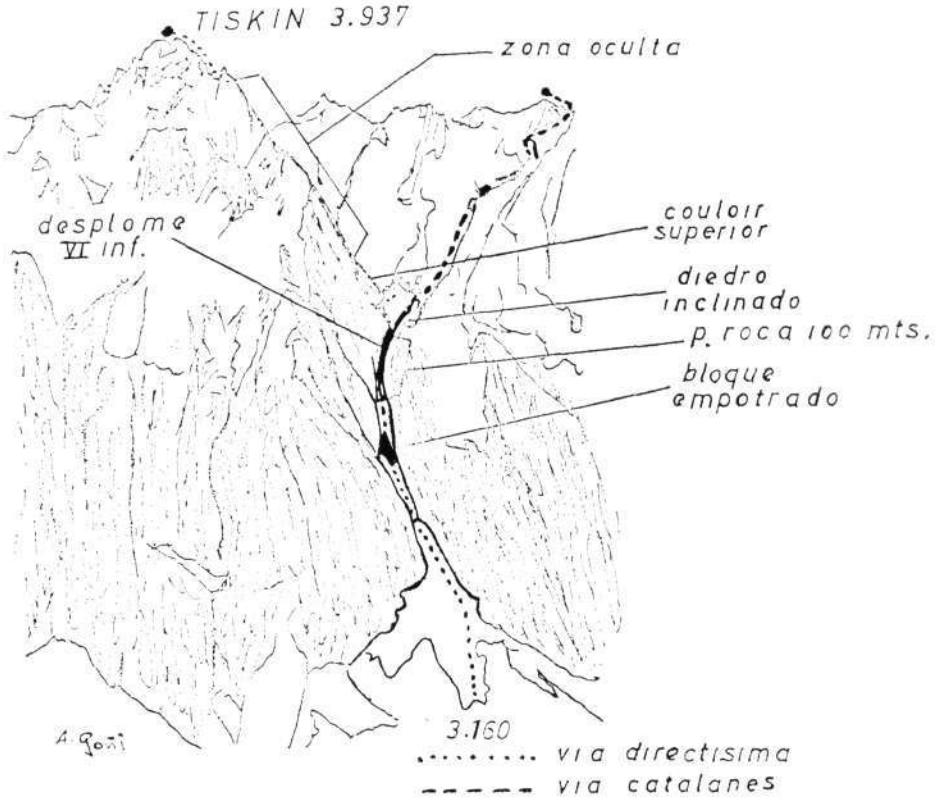 TISKIN 3.937
zona oculta
desplome
VI inf.
couloir
superior
diedro
inclinado
p. roca 100 mts.
bloque
empotrado
3.160
A. Goñi
via directisima
via catalanes